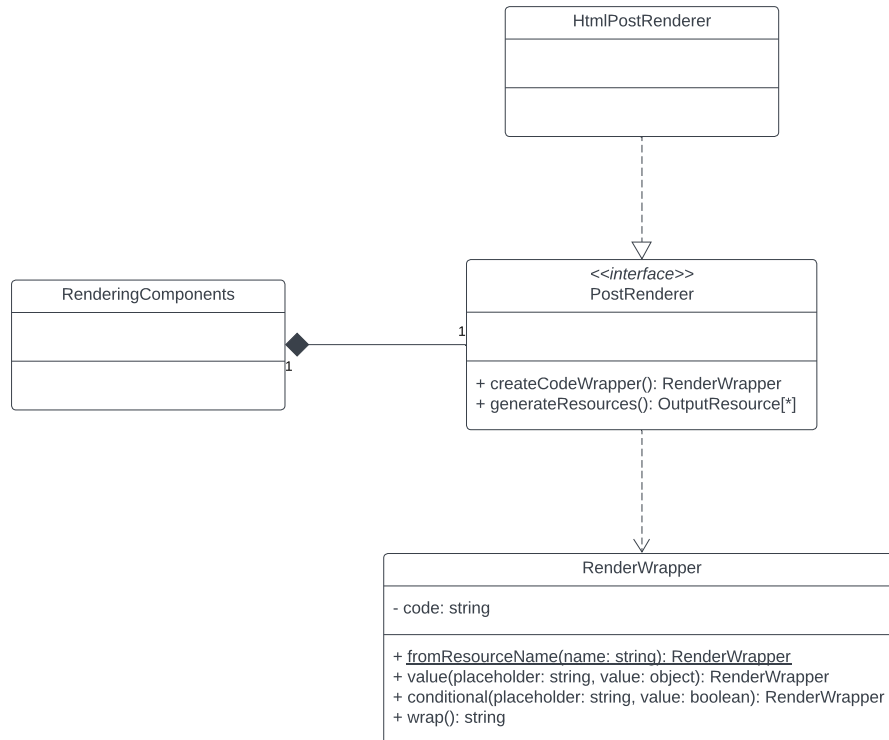 HtmlPostRenderer
<<interface>>
PostRenderer
RenderingComponents
1
1
+ createCodeWrapper(): RenderWrapper
+ generateResources(): OutputResource[*]
RenderWrapper
- code: string
+ fromResourceName(name: string): RenderWrapper
+ value(placeholder: string, value: object): RenderWrapper
+ conditional(placeholder: string, value: boolean): RenderWrapper
+ wrap(): string